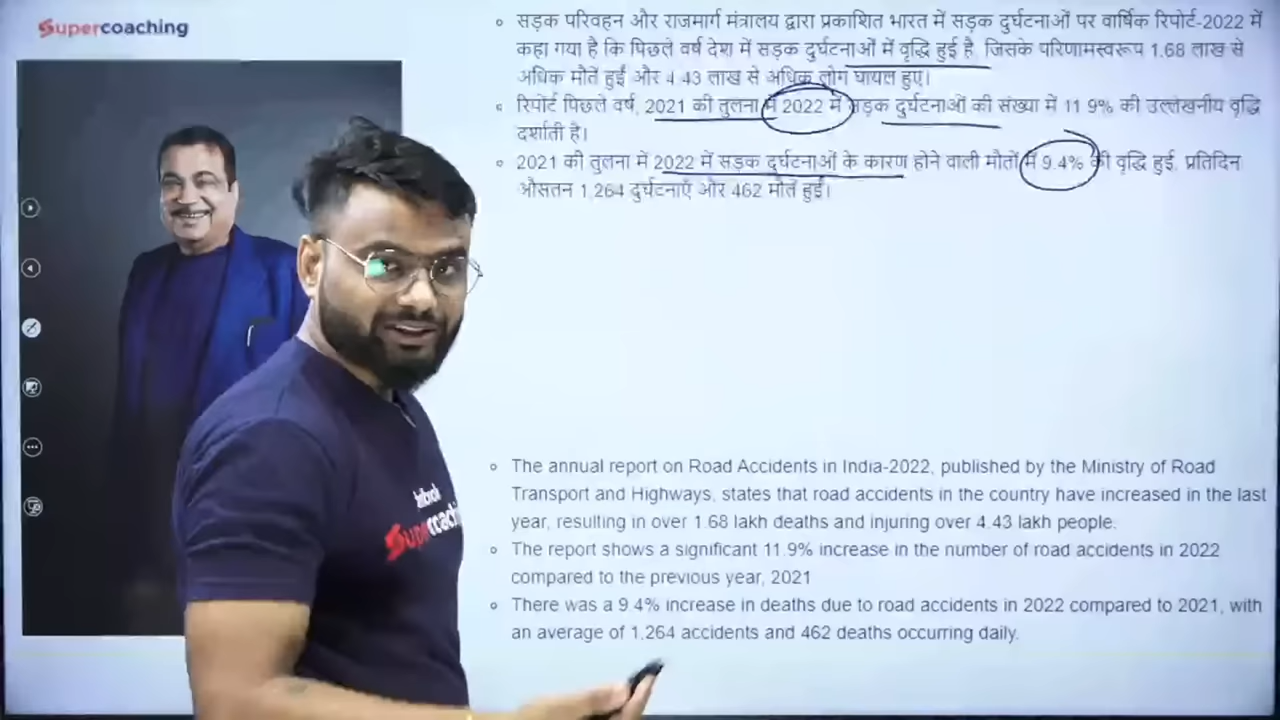 Supercoaching
सड़क परिवहन और राजमार्ग मंत्रालय द्वारा प्रकाशित भारत में सड़क दुर्घटनाओं पर वार्षिक रिपोर्ट-2022 में
कहा गया है कि पिछले वर्ष देश में सड़क दुर्घटनाओं में वृद्धि हुई है, जिसके परिणामस्वरूप 1.68 लाख से
अधिक मौतें हुईं और 4.43 लाख से अधिक लोग घायल हुए।
रिपोर्ट पिछले वर्ष, 2021 की तुलना में 2022 में सड़क दुर्घटनाओं की संख्या में 11.9% की उल्लेखनीय वृद्धि
दर्शाती है।
2021 की तुलना में 2022 में सड़क दुर्घटनाओं के कारण होने वाली मौतों में 9.4% की वृद्धि हुई, प्रतिदिन
औसतन 1,264 दुर्घटनाएँ और 462 मौतें हुईं।
The annual report on Road Accidents in India-2022, published by the Ministry of Road
Transport and Highways, states that road accidents in the country have increased in the last
year, resulting in over 1.68 lakh deaths and injuring over 4.43 lakh people.
The report shows a significant 11.9% increase in the number of road accidents in 2022
compared to the previous year, 2021
There was a 9.4% increase in deaths due to road accidents in 2022 compared to 2021, with
an average of 1,264 accidents and 462 deaths occurring daily.